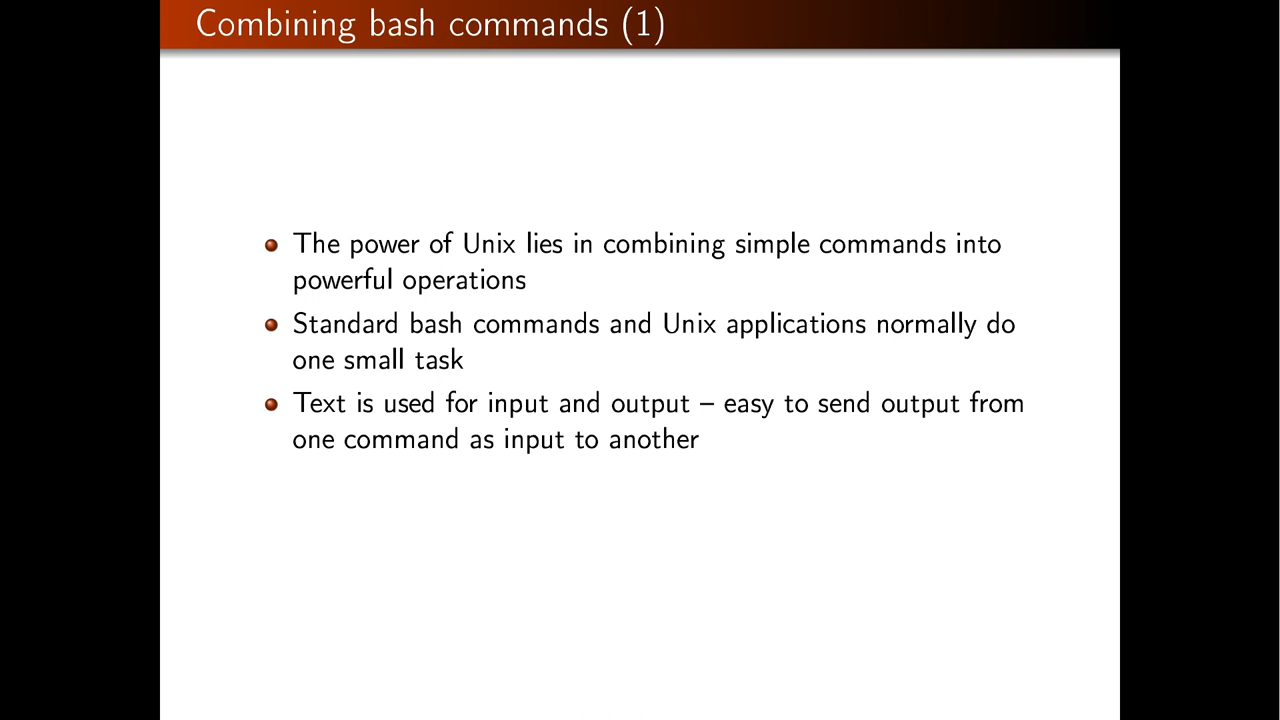 Combining bash commands (1)
The power of Unix lies in combining simple commands into
powerful operations
Standard bash commands and Unix applications normally do
one small task
Text is used for input and output – easy to send output from
one command as input to another